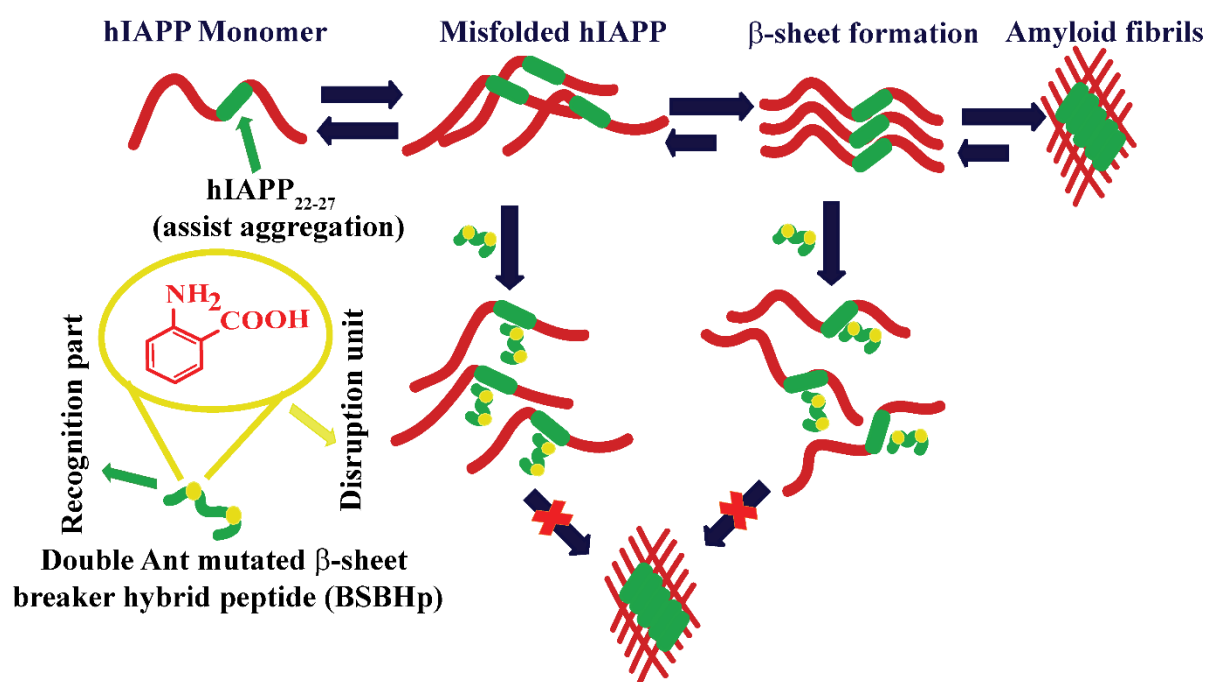 hIAPP Monomer
Misfolded hIAPP
β-sheet formation
Amyloid fibrils
hIAPP22-27
(assist aggregation)
NH2
COOH
Recognition part
Disruption unit
Double Ant mutated β-sheet
breaker hybrid peptide (BSBHp)